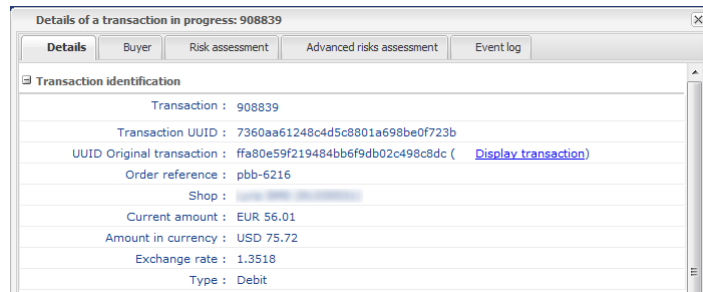 Details of a transaction in progress: 908839
Details Buyer Risk assessment Advanced risks assessment Event log
Transaction identification
Transaction : 908839
Transaction UUID : 7360aa61248c4d5c8801a698be0f723b
UUID Original transaction : ffa80e59f219484bb6f9db02c498c8dc ( Display transaction)
Order reference : pbb-6216
Shop :
Current amount : EUR 56.01
Amount in currency : USD 75.72
Exchange rate : 1.3518
Type : Debit